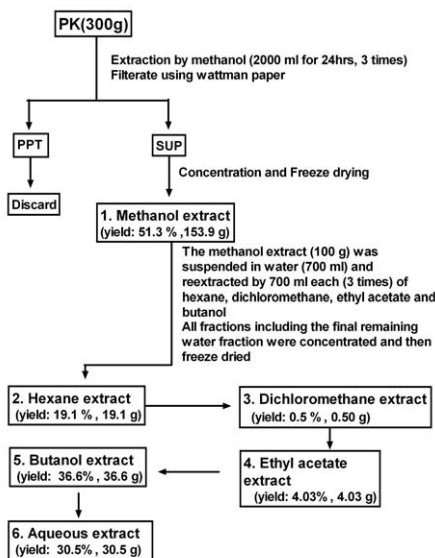 PK(300g)
Extraction by methanol (2000 ml for 24hrs, 3 times)
Filterate using wattman paper
PPT
SUP
Concentration and Freeze drying
Discard
1. Methanol extract
(yield: 51.3 % ,153.9 g)
The methanol extract (100 g) was
suspended in water (700 ml) and
reextracted by 700 ml each (3 times) of
hexane, dichloromethane, ethyl acetate and
butanol
All fractions including the final remaining
water fraction were concentrated and then
freeze dried
2. Hexane extract
(yield: 19.1 % , 19.1 g)
3. Dichloromethane extract
(yield: 0.5 % , 0.50 g)
5. Butanol extract
(yield: 36.6% , 36.6 g)
4. Ethyl acetate
extract
(yield: 4.03% , 4.03 g)
6. Aqueous extract
(yield: 30.5%, 30.5 g)